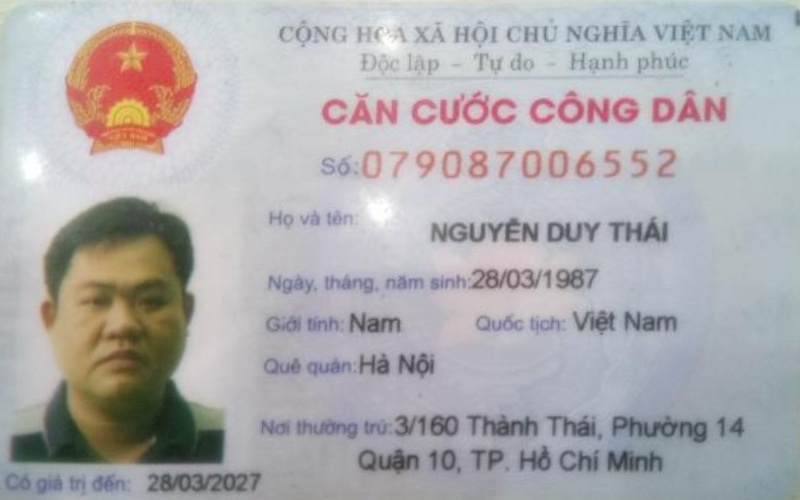 CỘNG HÒA XÃ HỘI CHỦ NGHĨA VIỆT NAM
Độc lập - Tự do - Hạnh phúc
CĂN CƯỚC CÔNG DÂN
Số: 079087006552
Họ và tên: NGUYỄN DUY THÁI
Ngày, tháng, năm sinh: 28/03/1987
Giới tính: Nam Quốc tịch: Việt Nam
Quê quán: Hà Nội
Nơi thường trú: 3/160 Thành Thái, Phường 14
Quận 10, TP. Hồ Chí Minh
Có giá trị đến: 28/03/2027
VIỆT NAM